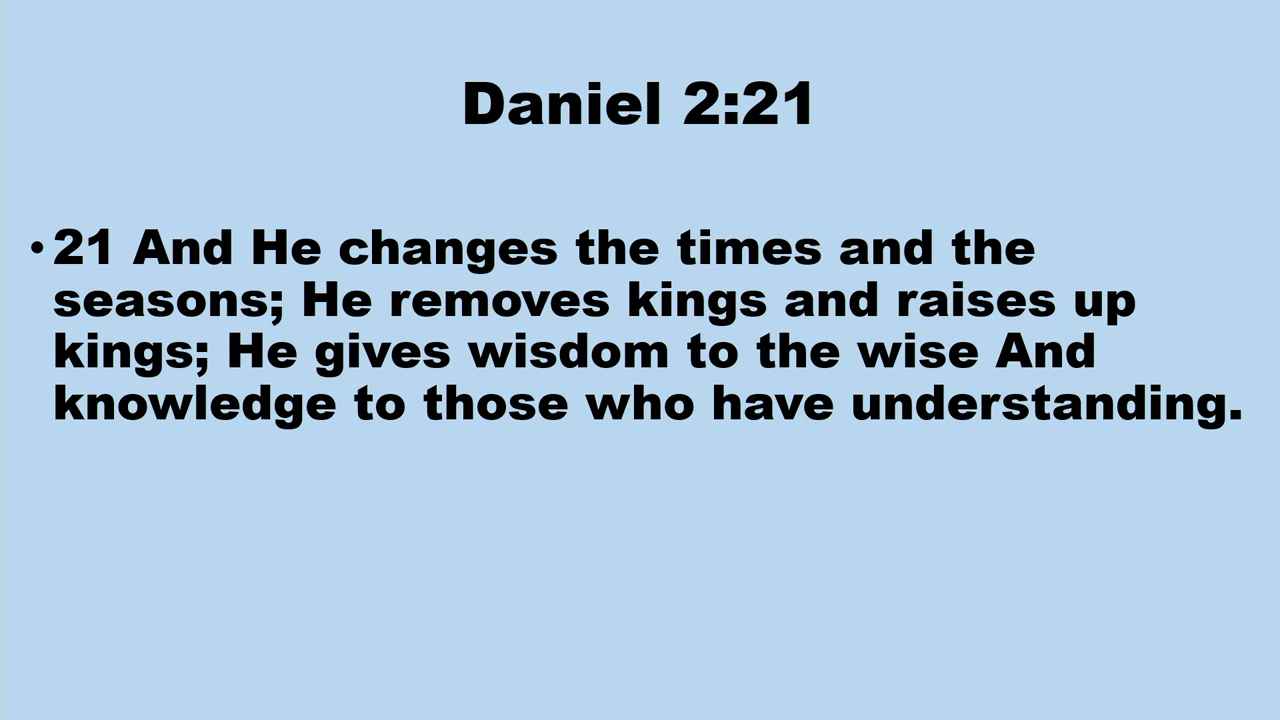 Daniel 2:21
• 21 And He changes the times and the
seasons; He removes kings and raises up
kings; He gives wisdom to the wise And
knowledge to those who have understanding.